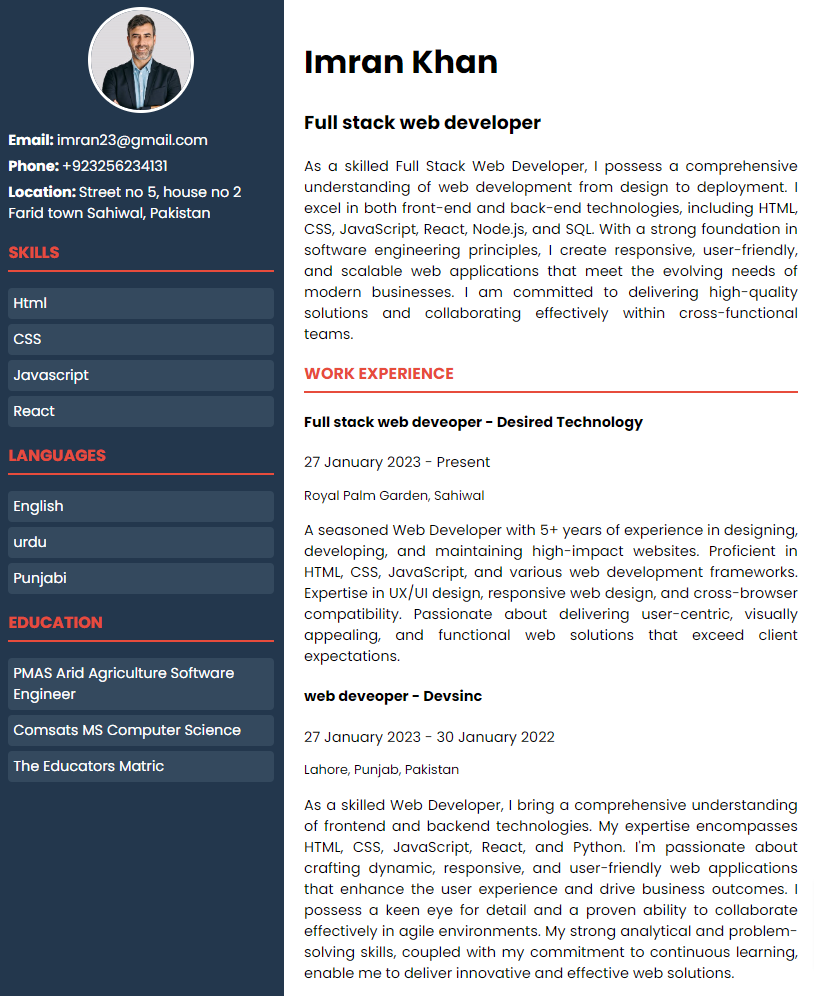 Email: imran23@gmail.com
Phone: +923256234131
Location: Street no 5, house no 2
Farid town Sahiwal, Pakistan
SKILLS
Html
CSS
Javascript
React
LANGUAGES
English
urdu
Punjabi
EDUCATION
PMAS Arid Agriculture Software
Engineer
Comsats MS Computer Science
The Educators Matric
Imran Khan
Full stack web developer
As a skilled Full Stack Web Developer, I possess a comprehensive
understanding of web development from design to deployment. I
excel in both front-end and back-end technologies, including HTML,
CSS, JavaScript, React, Node.js, and SQL. With a strong foundation in
software engineering principles, I create responsive, user-friendly,
and scalable web applications that meet the evolving needs of
modern businesses. I am committed to delivering high-quality
solutions and collaborating effectively within cross-functional
teams.
WORK EXPERIENCE
Full stack web deveoper - Desired Technology
27 January 2023 - Present
Royal Palm Garden, Sahiwal
A seasoned Web Developer with 5+ years of experience in designing,
developing, and maintaining high-impact websites. Proficient in
HTML, CSS, JavaScript, and various web development frameworks.
Expertise in UX/UI design, responsive web design, and cross-browser
compatibility. Passionate about delivering user-centric, visually
appealing, and functional web solutions that exceed client
expectations.
web deveoper - Devsinc
27 January 2023 - 30 January 2022
Lahore, Punjab, Pakistan
As a skilled Web Developer, I bring a comprehensive understanding
of frontend and backend technologies. My expertise encompasses
HTML, CSS, JavaScript, React, and Python. I'm passionate about
crafting dynamic, responsive, and user-friendly web applications
that enhance the user experience and drive business outcomes. I
possess a keen eye for detail and a proven ability to collaborate
effectively in agile environments. My strong analytical and problem-
solving skills, coupled with my commitment to continuous learning,
enable me to deliver innovative and effective web solutions.